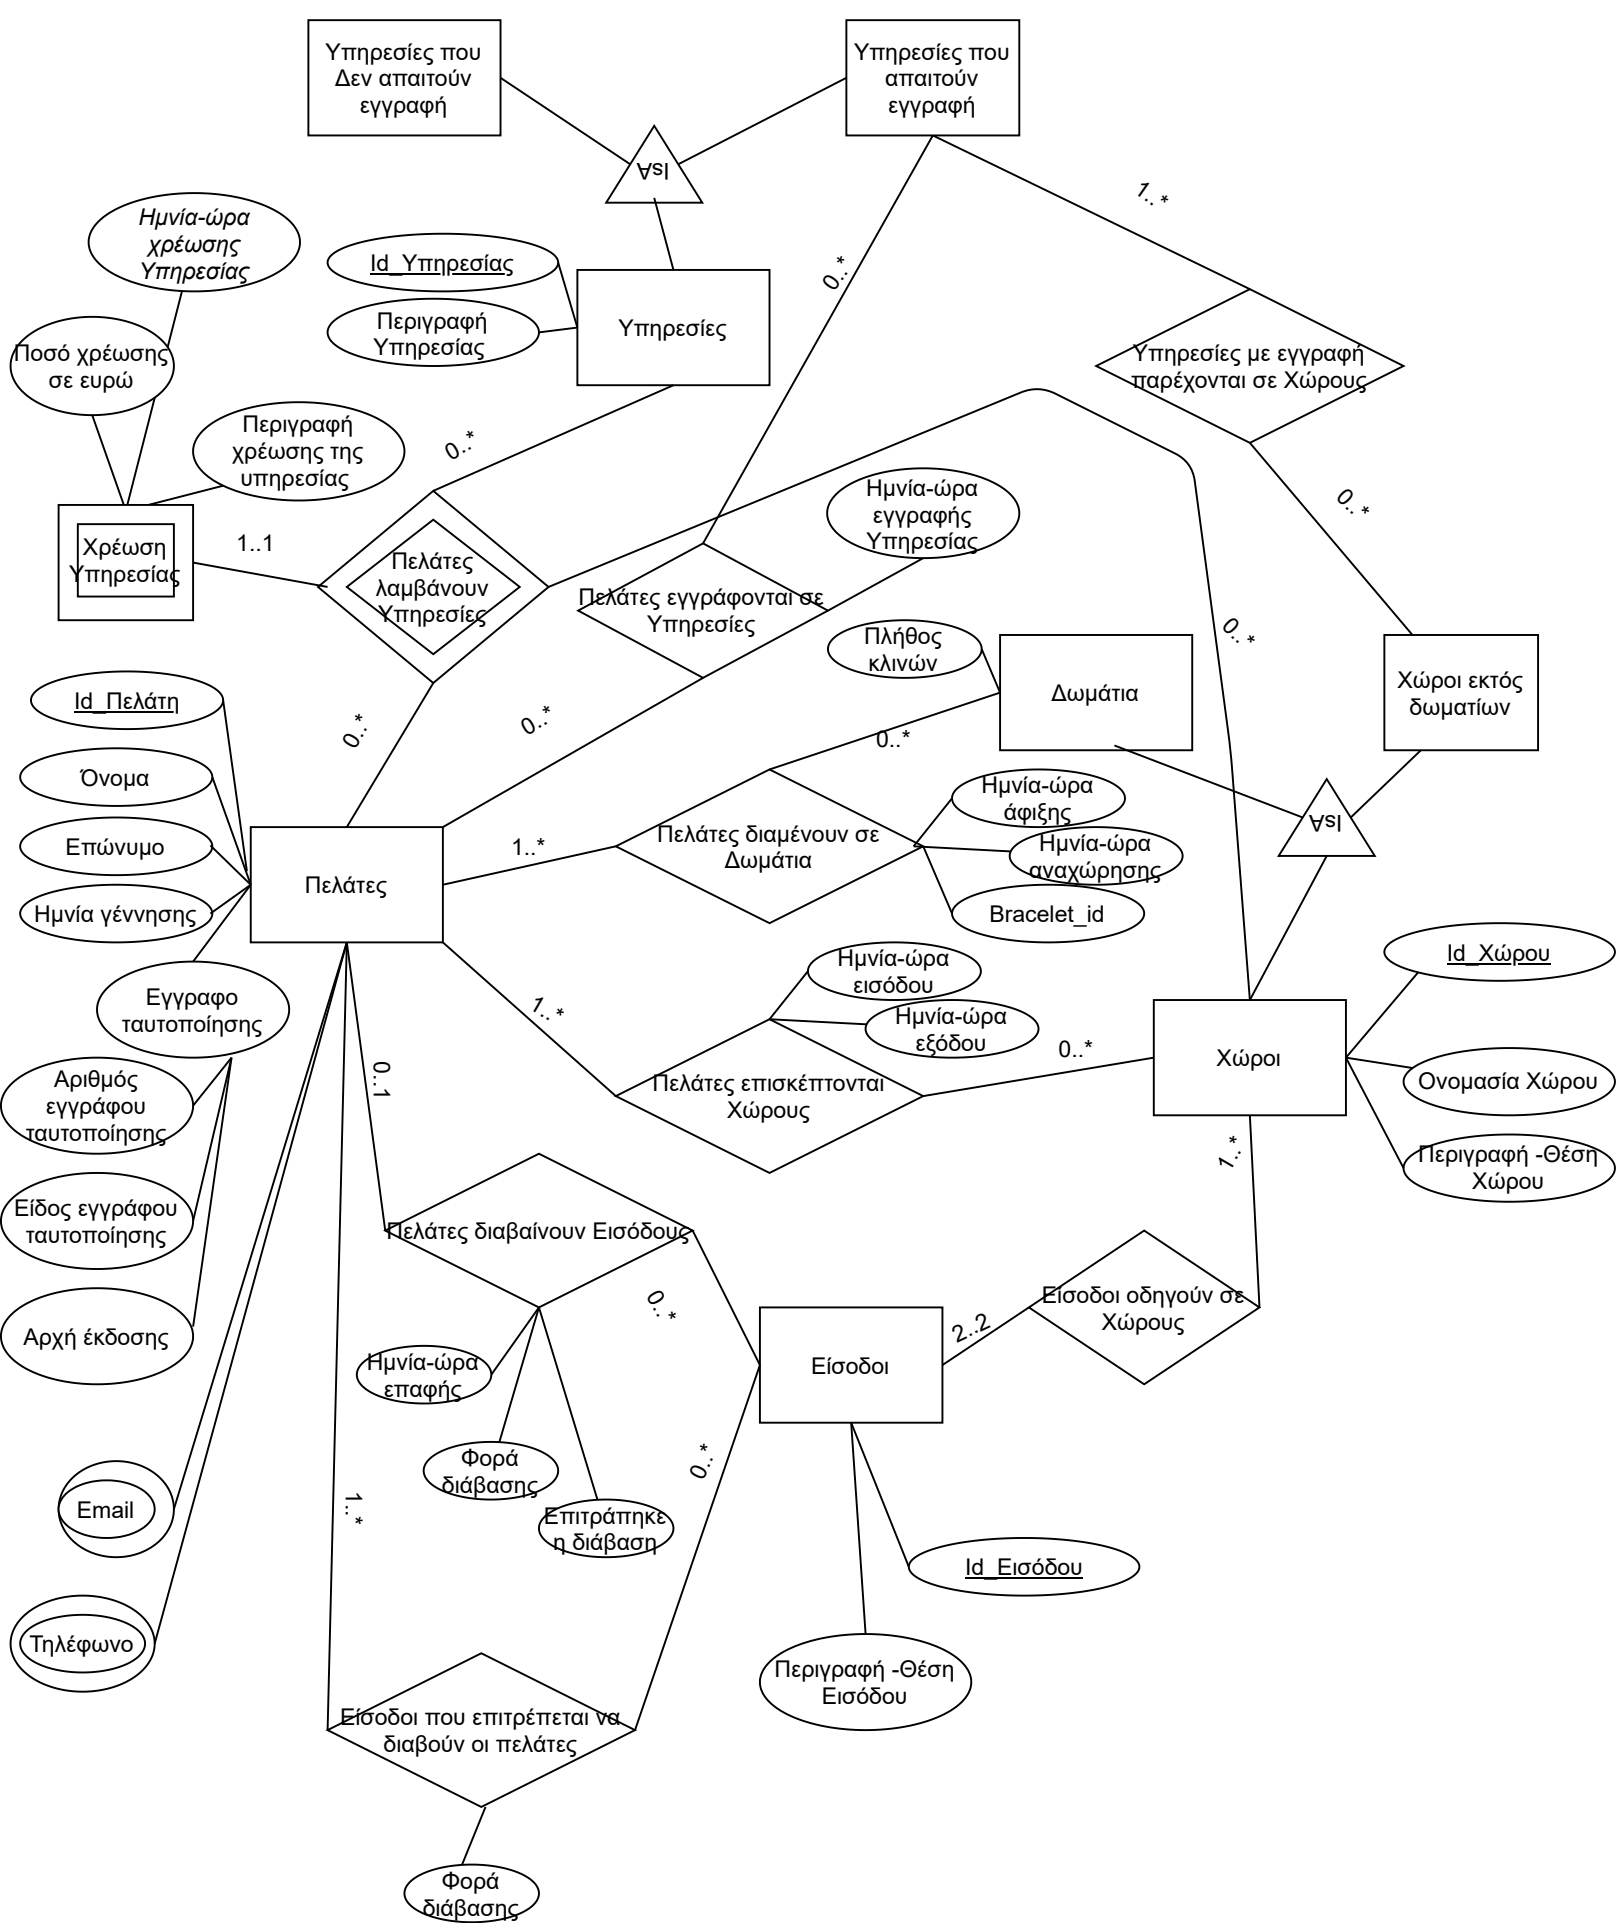 Υπηρεσίες που
Δεν απαιτούν
εγγραφή
Υπηρεσίες που
απαιτούν
εγγραφή
IsA
1..*
Ημνία-ώρα
χρέωσης
Υπηρεσίας
Id_Υπηρεσίας
Περιγραφή
Υπηρεσίας
Υπηρεσίες
0..*
Ποσό χρέωσης
σε ευρώ
Υπηρεσίες με εγγραφή
παρέχονται σε Χώρους
Περιγραφή
χρέωσης της
υπηρεσίας
0..*
Ημνία-ώρα
εγγραφής
Υπηρεσίας
0..*
Χρέωση
Υπηρεσίας
1..1
Πελάτες
λαμβάνουν
Υπηρεσίες
Πελάτες εγγράφονται σε
Υπηρεσίες
Πλήθος
κλινών
0..*
Δωμάτια
Χώροι εκτός
δωματίων
Id_Πελάτη
0..*
0..*
0..*
Όνομα
Επώνυμο
Ημνία γέννησης
Πελάτες
1..*
Πελάτες διαμένουν σε
Δωμάτια
Ημνία-ώρα
άφιξης
Ημνία-ώρα
αναχώρησης
Bracelet_id
IsA
Εγγραφο
ταυτοποίησης
1..*
Ημνία-ώρα
εισόδου
Ημνία-ώρα
εξόδου
0..*
Χώροι
Id_Χώρου
Ονομασία Χώρου
Περιγραφή -Θέση
Χώρου
Αριθμός
εγγράφου
ταυτοποίησης
0..1
Πελάτες επισκέπτονται
Χώρους
1..*
Είδος εγγράφου
ταυτοποίησης
Πελάτες διαβαίνουν Εισόδους
0..*
Είσοδοι οδηγούν σε
Χώρους
2..2
Αρχή έκδοσης
Ημνία-ώρα
επαφής
Είσοδοι
Φορά
διάβασης
0..*
Email
1..*
Επιτράπηκε
η διάβαση
Id_Εισόδου
Τηλέφωνο
Περιγραφή -Θέση
Εισόδου
Είσοδοι που επιτρέπεται να
διαβούν οι πελάτες
Φορά
διάβασης